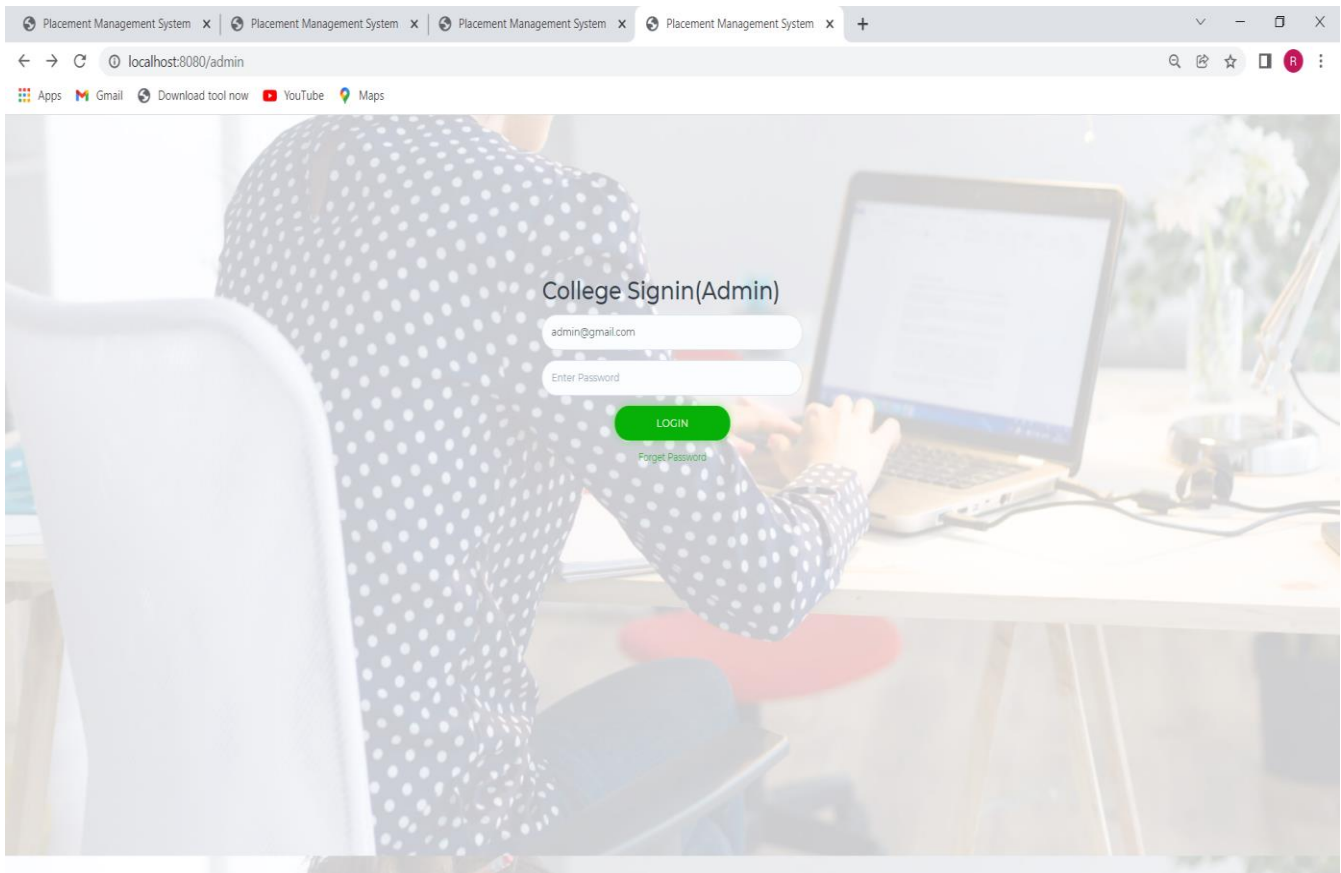 Placement Management System x Placement Management System x Placement Management System x Placement Management System x +
localhost:8080/admin R
Apps M Gmail Download tool now YouTube Maps
College Signin(Admin)
admin@gmail.com
Enter Password
LOGIN
Forget Password